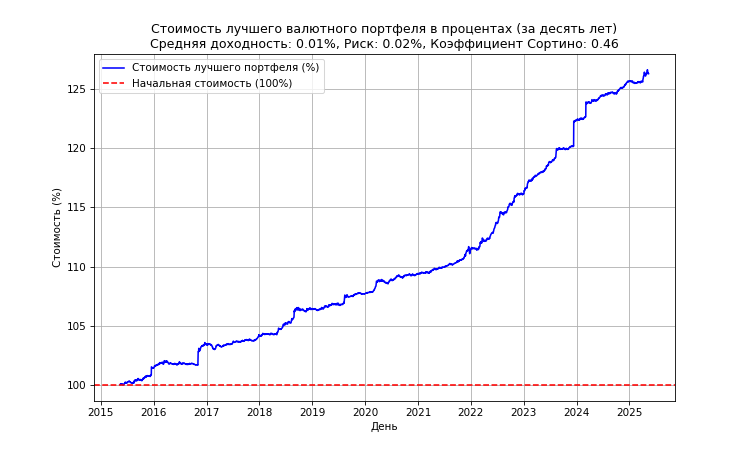 Стоимость лучшего валютного портфеля в процентах (за десять лет)
Средняя доходность: 0.01%, Риск: 0.02%, Коэффициент Сортино: 0.46
Стоимость лучшего портфеля (%)
Начальная стоимость (100%)
Стоимость (%)
125
120
115
110
105
100
2015 2016 2017 2018 2019 2020 2021 2022 2023 2024 2025
День